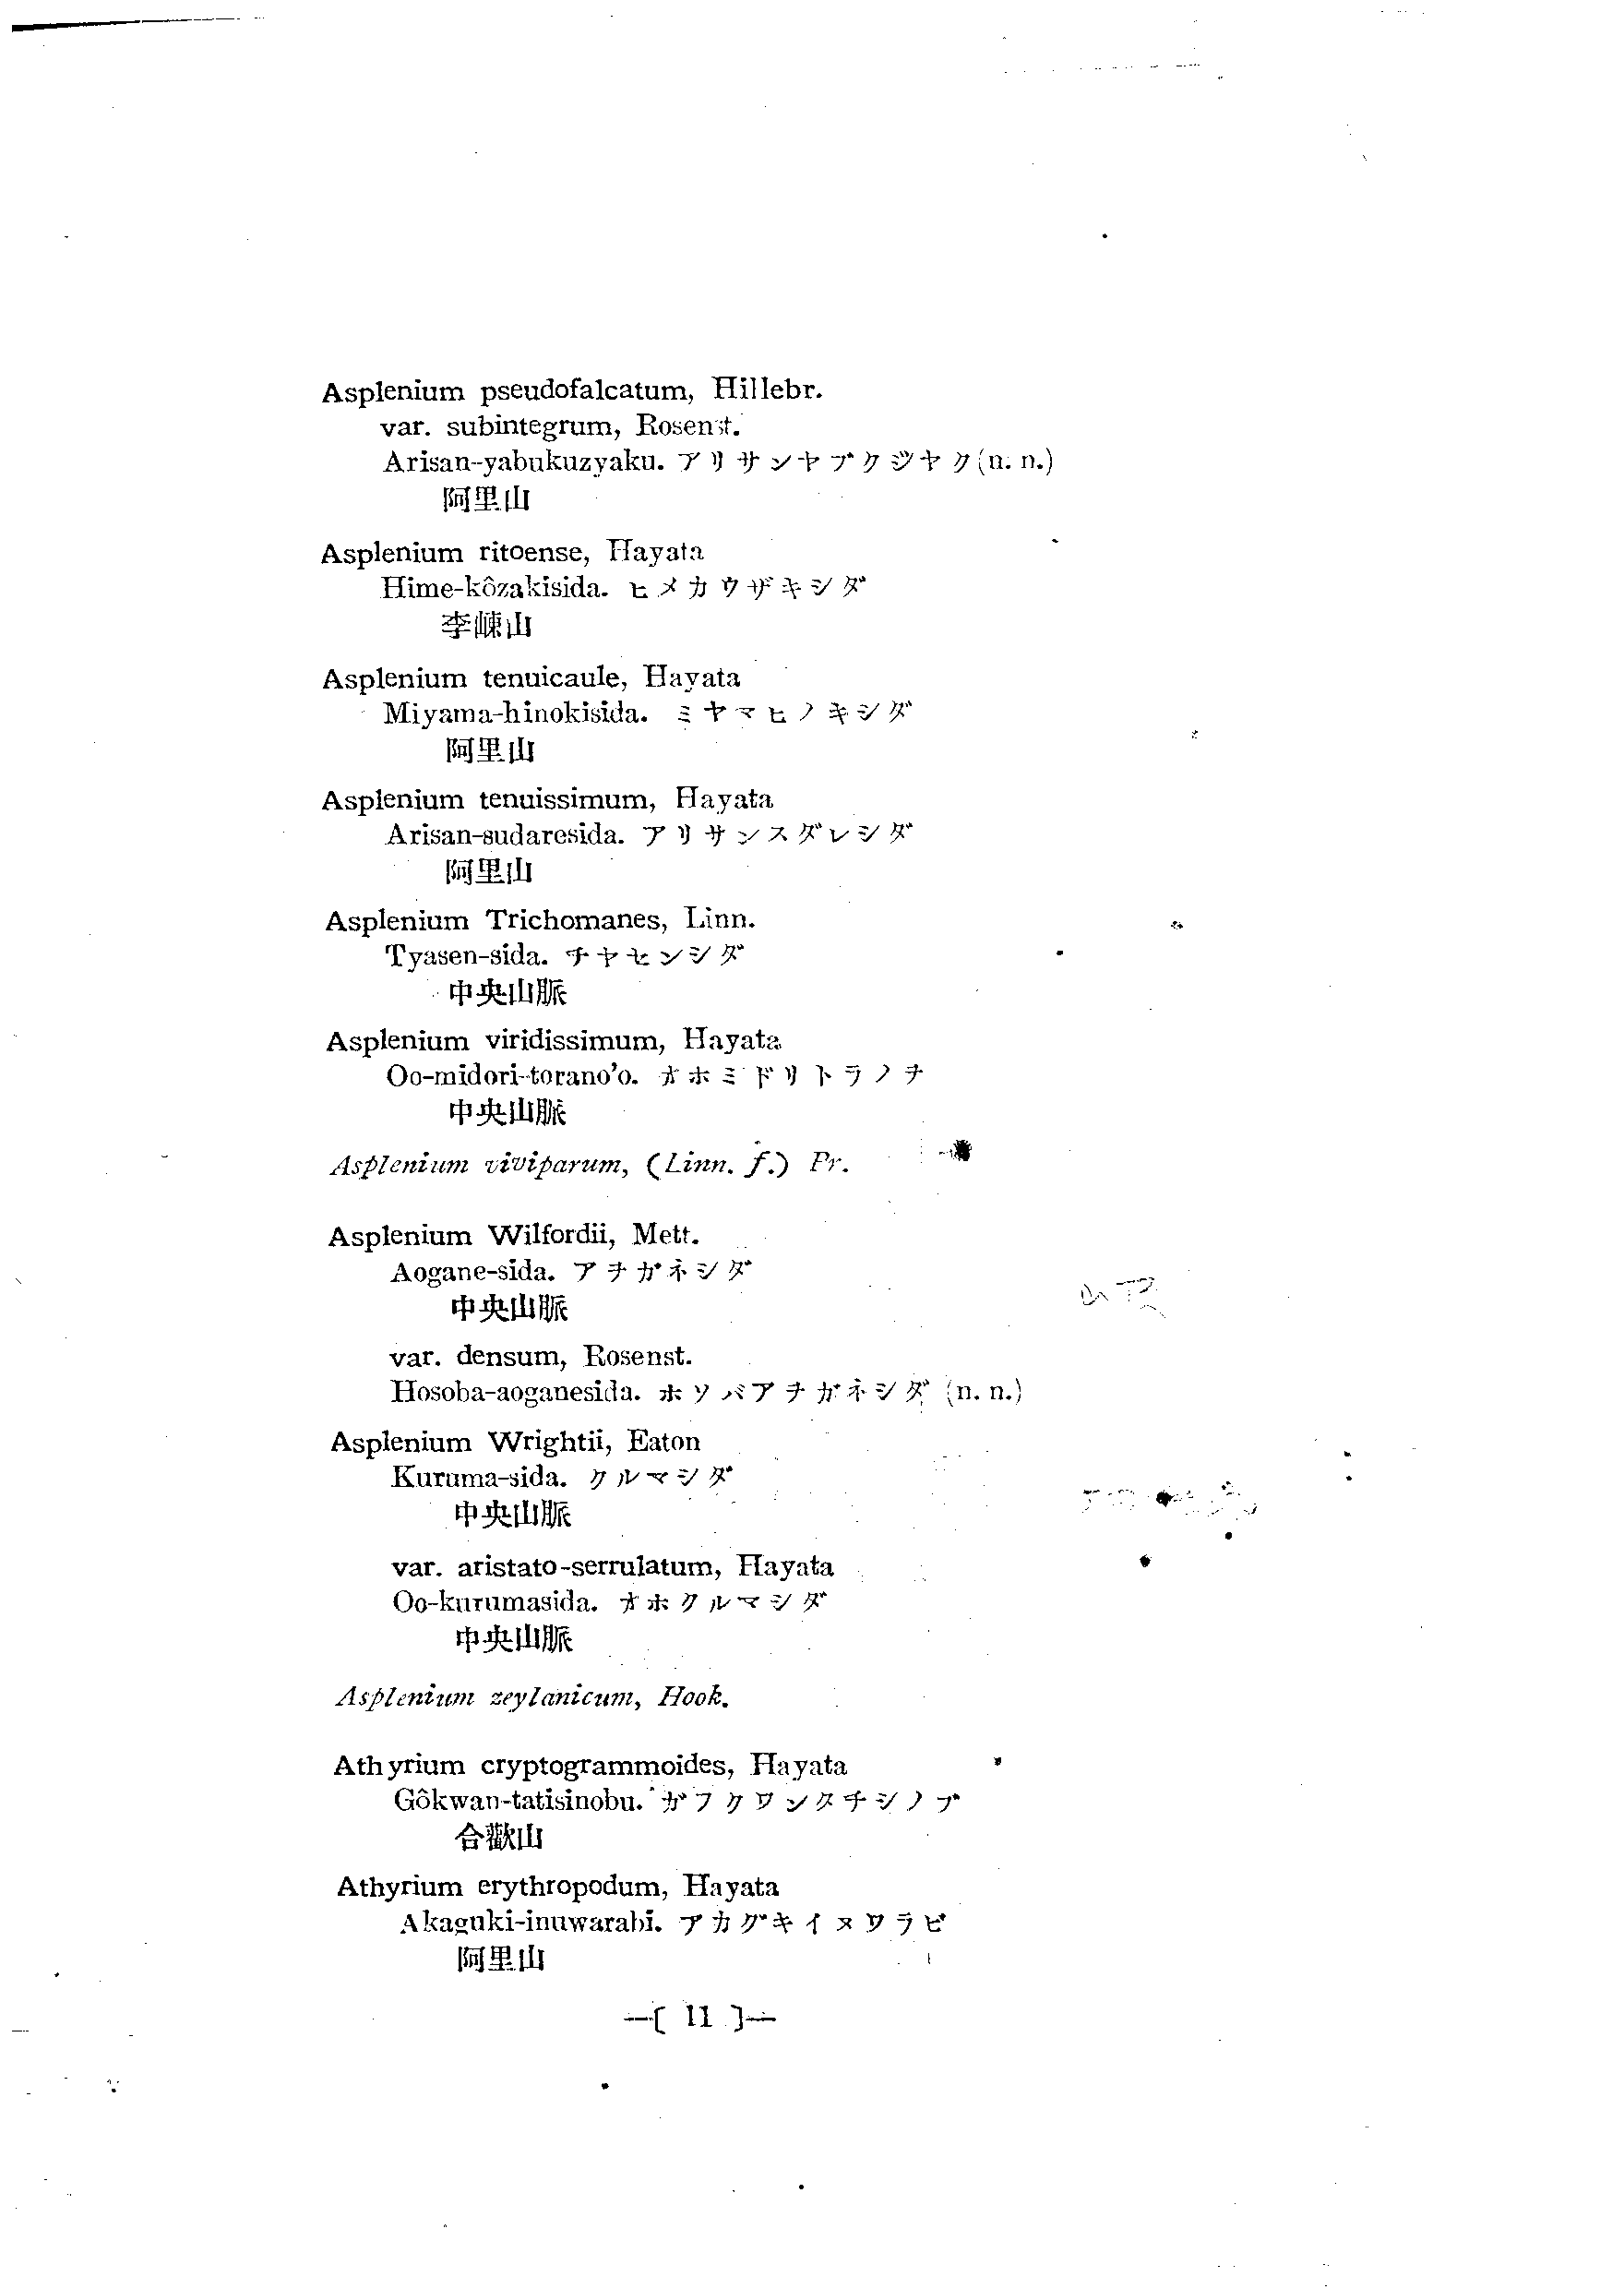 Asplenium pseudofalcatum, Hillebr.
var. subintegrum, Rosenst.
Arisan-yabukuzyaku. アリサンヤブクジヤク(n. n.)
阿里山
Asplenium ritoense, Hayata
Hime-kôzakisida. ヒメカウザキシダ
李崠山
Asplenium tenuicaule, Hayata
Miyama-hinokisida. ミヤマヒノキシダ
阿里山
Asplenium tenuissimum, Hayata
Arisan-sudaresida. アリサンスダレシダ
阿里山
Asplenium Trichomanes, Linn.
Tyasen-sida. チヤセンシダ
中央山脈
Asplenium viridissimum, Hayata
Oo-midori-torano'o. オホミドリトラノヲ
中央山脈
Asplenium viviparum, (Linn. f.) Pr.
Asplenium Wilfordii, Mett.
Aogane-sida. アヲガネシダ
中央山脈
var. densum, Rosenst.
Hosoba-aoganesida. ホソバアヲガネシダ (n. n.)
Asplenium Wrightii, Eaton
Kuruma-sida. クルマシダ
中央山脈
var. aristato-serrulatum, Hayata
Oo-kurumasida. オホクルマシダ
中央山脈
Asplenium zeylanicum, Hook.
Athyrium cryptogrammoides, Hayata
Gôkwan-tatisinobu. ガフクワンタチシノブ
合歡山
Athyrium erythropodum, Hayata
Akaguki-inuwarabi. アカグキイヌワラビ
阿里山
—[ 11 ]—